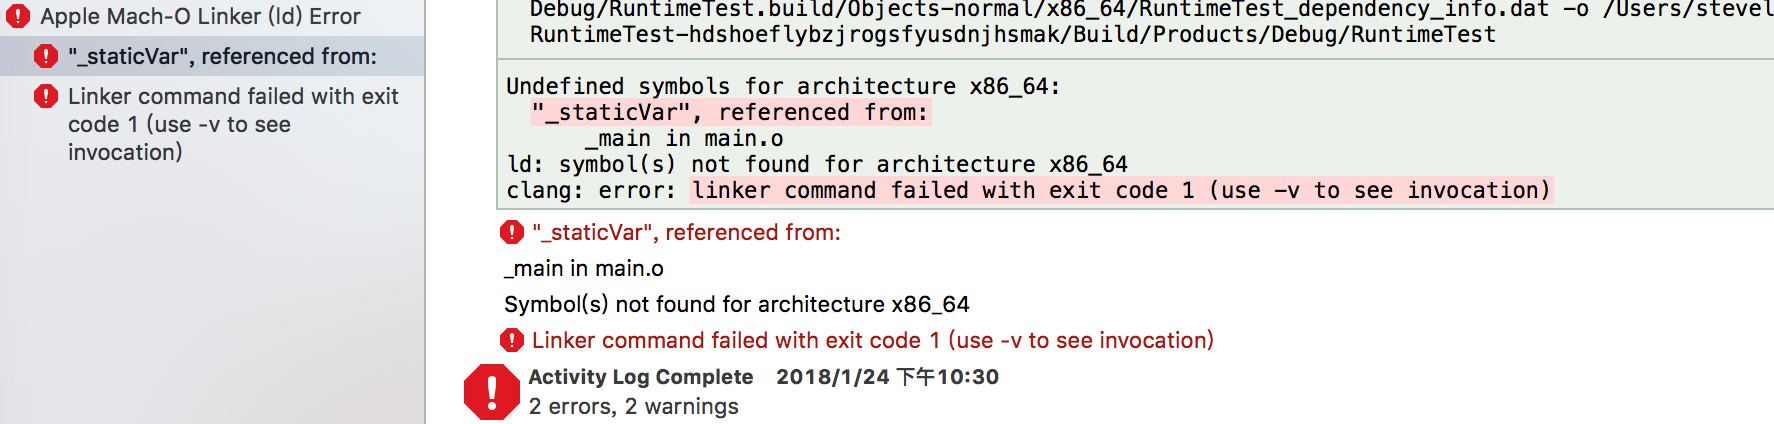 Apple Mach-O Linker (ld) Error
"_staticVar", referenced from:
Linker command failed with exit
code 1 (use -v to see
invocation)
Debug/RuntimeTest.build/Objects-normal/x86_64/RuntimeTest_dependency_info.dat -o /Users/stevel
RuntimeTest-hdshoeflybzjrogsfyusdnjhsmak/Build/Products/Debug/RuntimeTest
Undefined symbols for architecture x86_64:
"_staticVar", referenced from:
_main in main.o
ld: symbol(s) not found for architecture x86_64
clang: error: linker command failed with exit code 1 (use -v to see invocation)
"_staticVar", referenced from:
_main in main.o
Symbol(s) not found for architecture x86_64
Linker command failed with exit code 1 (use -v to see invocation)
Activity Log Complete 2018/1/24 下午10:30
2 errors, 2 warnings